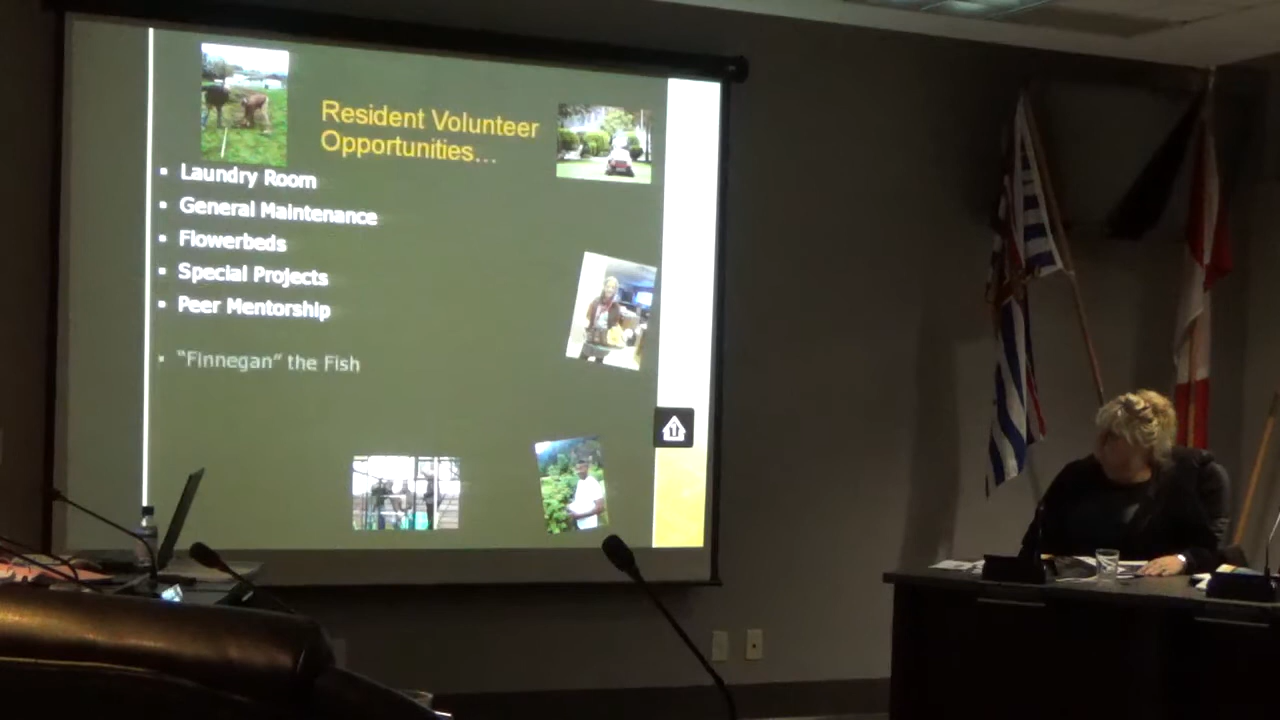 Resident Volunteer
Opportunities...
▪ Laundry Room
▪ General Maintenance
▪ Flowerbeds
▪ Special Projects
▪ Peer Mentorship
▪ “Finnegan” the Fish